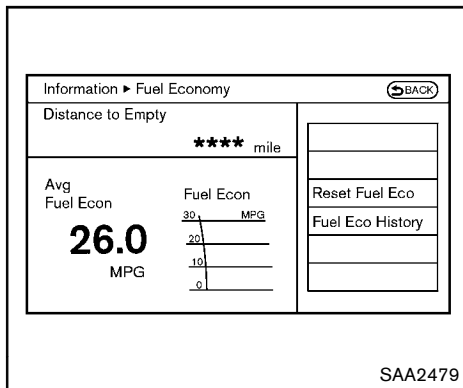 Information ▶ Fuel Economy
BACK
Distance to Empty
**** mile
Avg
Fuel Econ
26.0
MPG
Fuel Econ
30 MPG
20
10
0
Reset Fuel Eco
Fuel Eco History
SAA2479